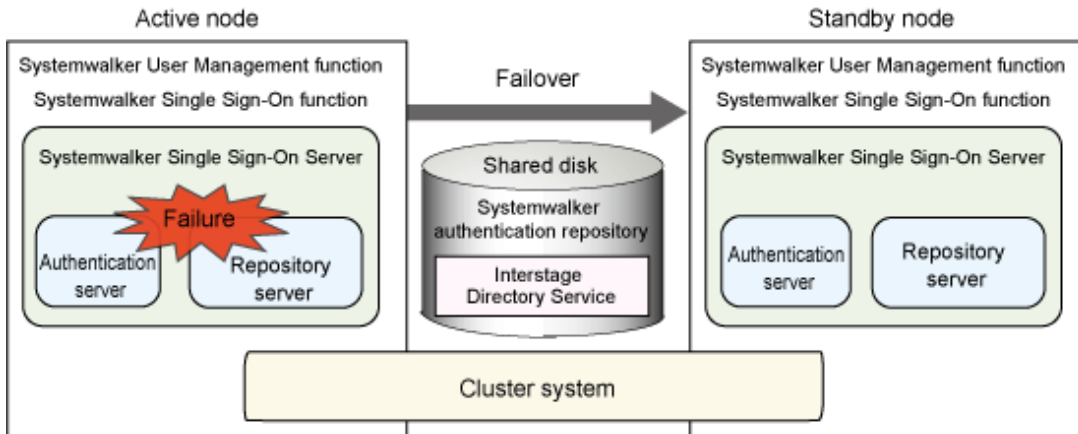 Active node
Systemwalker User Management function
Systemwalker Single Sign-On function
Systemwalker Single Sign-On Server
Failure
Authentication
server
Repository
server
Failover
Shared disk
Systemwalker
authentication repository
Interstage
Directory Service
Standby node
Systemwalker User Management function
Systemwalker Single Sign-On function
Systemwalker Single Sign-On Server
Authentication
server
Repository
server
Cluster system